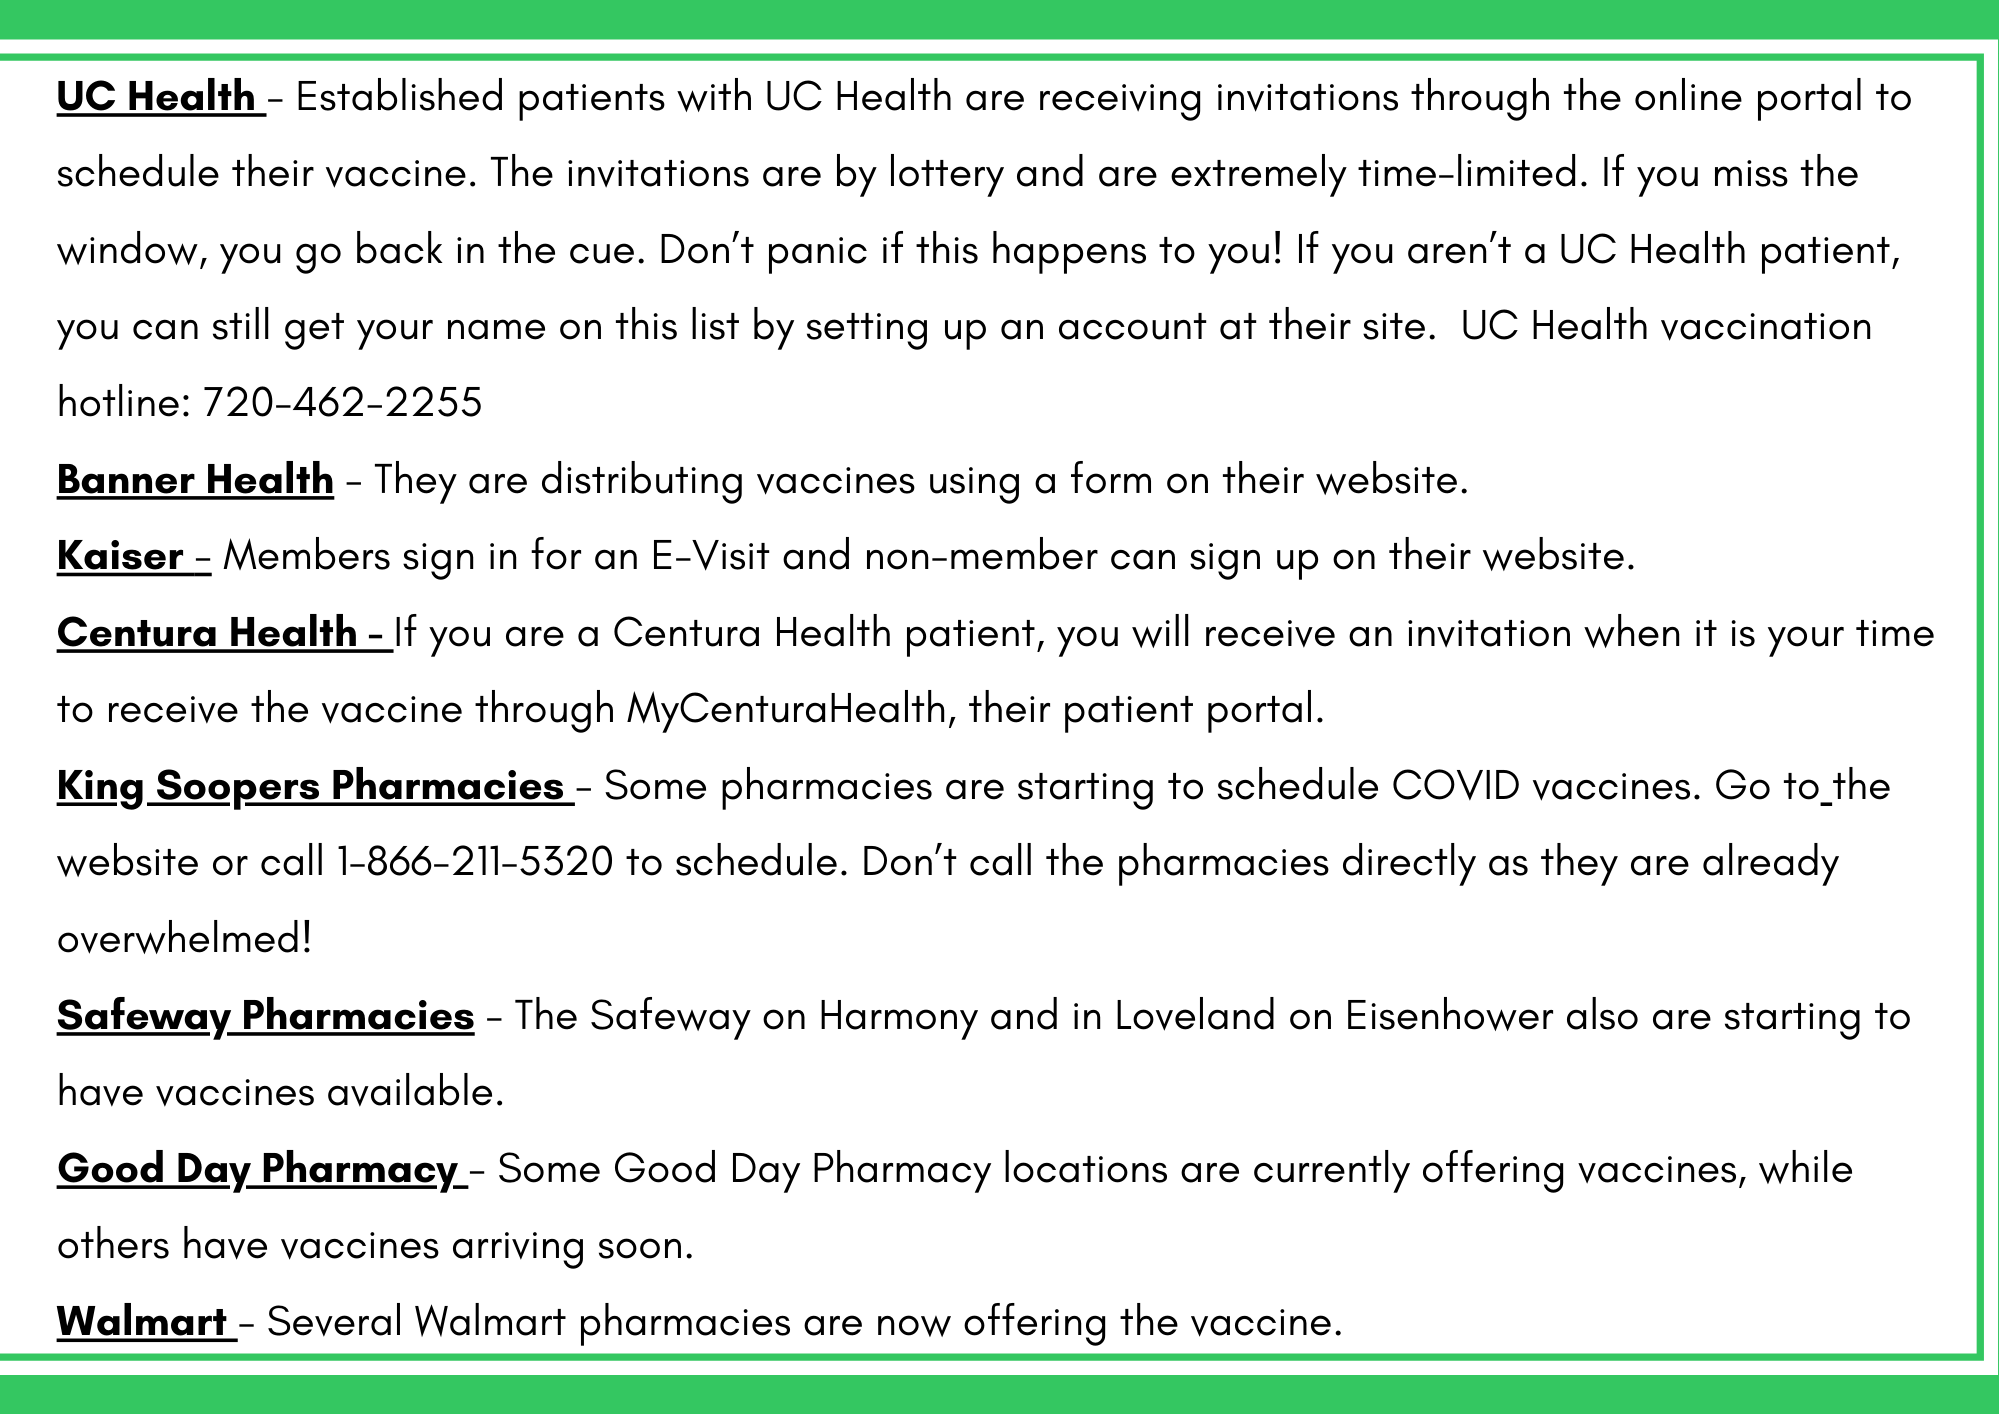 UC Health - Established patients with UC Health are receiving invitations through the online portal to
schedule their vaccine. The invitations are by lottery and are extremely time-limited. If you miss the
window, you go back in the cue. Don't panic if this happens to you! If you aren't a UC Health patient,
you can still get your name on this list by setting up an account at their site.  UC Health vaccination
hotline: 720-462-2255
Banner Health - They are distributing vaccines using a form on their website.
Kaiser - Members sign in for an E-Visit and non-member can sign up on their website.
Centura Health - If you are a Centura Health patient, you will receive an invitation when it is your time
to receive the vaccine through MyCenturaHealth, their patient portal.
King Soopers Pharmacies - Some pharmacies are starting to schedule COVID vaccines. Go to the
website or call 1-866-211-5320 to schedule. Don't call the pharmacies directly as they are already
overwhelmed!
Safeway Pharmacies - The Safeway on Harmony and in Loveland on Eisenhower also are starting to
have vaccines available.
Good Day Pharmacy - Some Good Day Pharmacy locations are currently offering vaccines, while
others have vaccines arriving soon.
Walmart - Several Walmart pharmacies are now offering the vaccine.